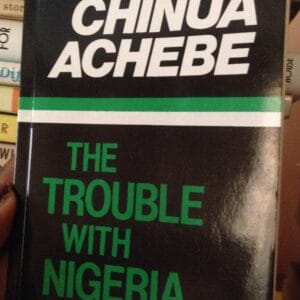 CHINUA
ACHEBE
THE
TROUBLE
WITH
NIGERIA